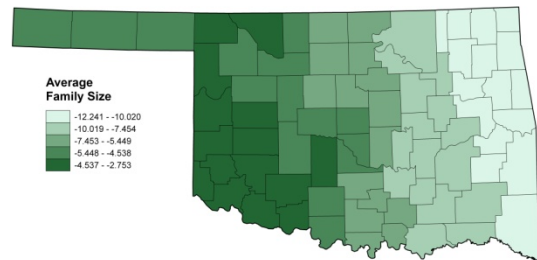 Average
Family Size
-12.241 - -10.020
-10.019 - -7.454
-7.453 - -5.449
-5.448 - -4.538
-4.537 - -2.753